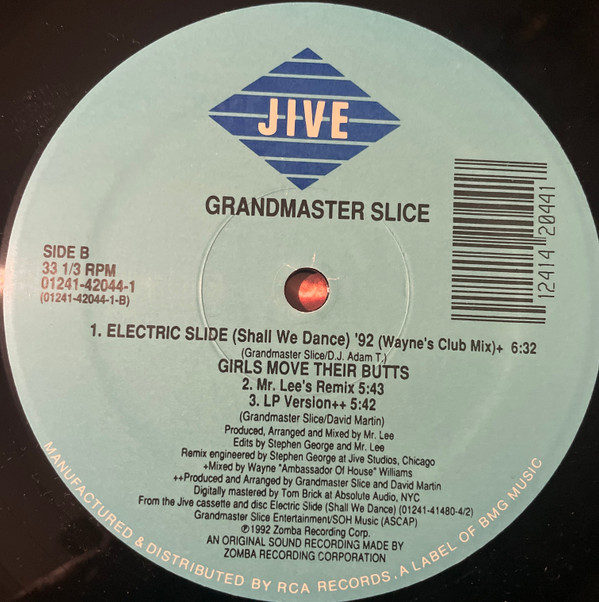 JIVE
GRANDMASTER SLICE
SIDE B
33 1/3 RPM
01241-42044-1
(01241-42044-1-B)
12414 20441
1. ELECTRIC SLIDE (Shall We Dance) '92 (Wayne's Club Mix)+ 6:32
(Grandmaster Slice/D.J. Adam T.)
GIRLS MOVE THEIR BUTTS
2. Mr. Lee's Remix 5:43
3. LP Version++ 5:42
(Grandmaster Slice/David Martin)
Produced, Arranged and Mixed by Mr. Lee
Edits by Stephen George and Mr. Lee
Remix engineered by Stephen George at Jive Studios, Chicago
+Mixed by Wayne "Ambassador Of House" Williams
++Produced and Arranged by Grandmaster Slice and David Martin
Digitally mastered by Tom Brick at Absolute Audio, NYC
From the Jive cassette and disc Electric Slide (Shall We Dance) (01241-41480-4/2)
Grandmaster Slice Entertainment/SOH Music (ASCAP)
℗1992 Zomba Recording Corp.
AN ORIGINAL SOUND RECORDING MADE BY
ZOMBA RECORDING CORPORATION
MANUFACTURED & DISTRIBUTED BY RCA RECORDS. A LABEL OF BMG MUSIC